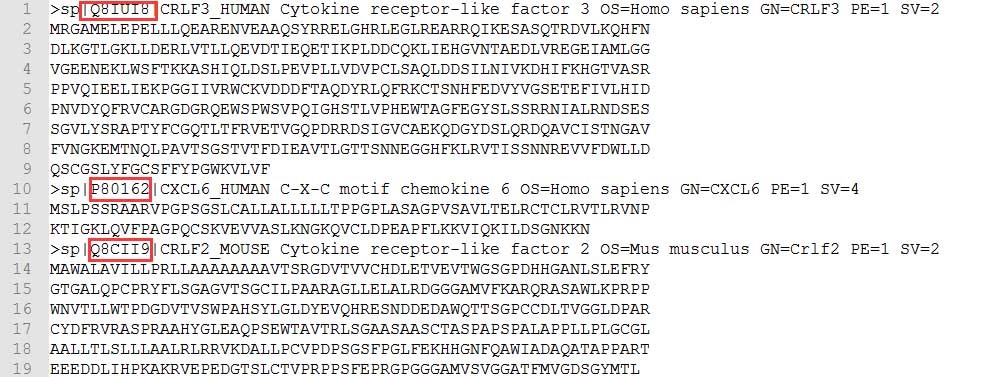 1 >sp|Q8IUI8|CRLF3_HUMAN Cytokine receptor-like factor 3 OS=Homo sapiens GN=CRLF3 PE=1 SV=2
2 MRGAMELEPELLLQEARENVEAAQSYRRELGHRLEGLREARRQIKESASQTRDVLKQHFN
3 DLKGTLGKLLDERLVTLLQEVDTIEQETIKPLDDCQKLIEHGVNTAEDLVREGEIAMLGG
4 VGEENEKLWSFTKKASHIQLDSLPEVPLLVDVPCLSAQLDDSILNIVKDHIFKHGTVASR
5 PPVQIEELIEKPGGIIVRWCKVDDDFTAQDYRLQFRKCTSNHFEDVYVGSETEFIVLHID
6 PNVDYQFRVCARGDGRQEWSPWSVPQIGHSTLVPHEWTAGFEGYSLSSRRNIALRNDSES
7 SGVLYSRAPTYFCGQTLTFRVETVGQPDRRDSIGVCAEKQDGYDSLQRDQAVCISTNGAV
8 FVNGKEMTNQLPAVTSGSTVTFDIEAVTLGTTSNNEGGHFKLRVTISSNNREVVFDWLLD
9 QSCGSLYFGCSFFYPGWKVLVF
10 >sp|P80162|CXCL6_HUMAN C-X-C motif chemokine 6 OS=Homo sapiens GN=CXCL6 PE=1 SV=4
11 MSLPSSRAARVPGPSGSLCALLALLLLLTPPGPLASAGPVSAVLTELRCTCLRVTLRVNP
12 KTIGKLQVFPAGPQCSKVEVVASLKNGKQVCLDPEAPFLKKVIQKILDSGNKKN
13 >sp|Q8CII9|CRLF2_MOUSE Cytokine receptor-like factor 2 OS=Mus musculus GN=Crlf2 PE=1 SV=2
14 MAWALAVILLPRLLAAAAAAAAVTSRGDVTVVCHDLETVEVTWGSGPDHHGANLSLEFRY
15 GTGALQPCPRYFLSGAGVTSGCILPAARAGLLELALRDGGGAMVFKARQRASAWLKPRPP
16 WNVTLLWTPDGDVTVSWPAHSYLGLDYEVQHRESNDDEDAWQTTSGPCCDLTVGGLDPAR
17 CYDFRVRASPRAAHYGLEAQPSEWTAVTRLSGAASAASCTASPAPSPALAPPLLPLGCGL
18 AALLTLSLLLAALRLRRVKDALLPCVPDPSGSFPGLFEKHHGNFQAWIADAQATAPPART
19 EEEDDLIHPKAKRVEPEDGTSLCTVPRPPSFEPRGPGGGAMVSVGGATFMVGDSGYMTL